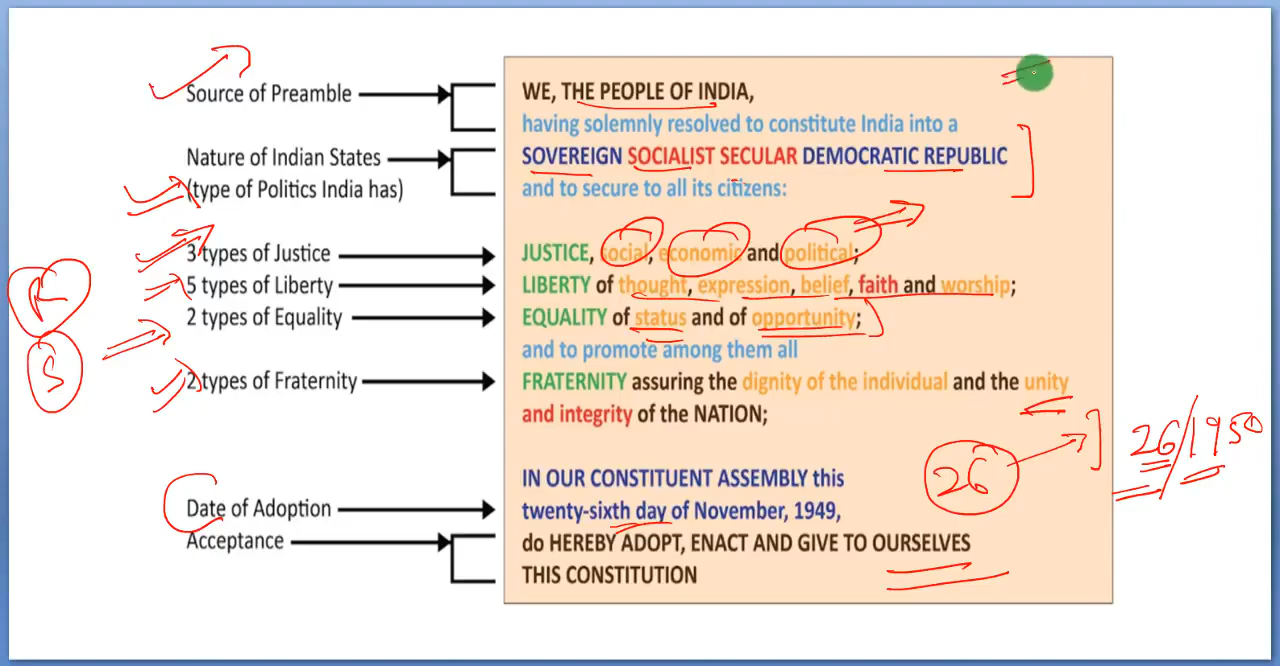 Source of Preamble
WE, THE PEOPLE OF INDIA,
having solemnly resolved to constitute India into a
Nature of Indian States
(type of Politics India has)
SOVEREIGN SOCIALIST SECULAR DEMOCRATIC REPUBLIC
and to secure to all its citizens:
3 types of Justice
JUSTICE, social, economic and political;
5 types of Liberty
LIBERTY of thought, expression, belief, faith and worship;
2 types of Equality
EQUALITY of status and of opportunity;
and to promote among them all
2 types of Fraternity
FRATERNITY assuring the dignity of the individual and the unity
and integrity of the NATION;
S
26
26/1950
IN OUR CONSTITUENT ASSEMBLY this
Date of Adoption
twenty-sixth day of November, 1949,
Acceptance
do HEREBY ADOPT, ENACT AND GIVE TO OURSELVES
THIS CONSTITUTION